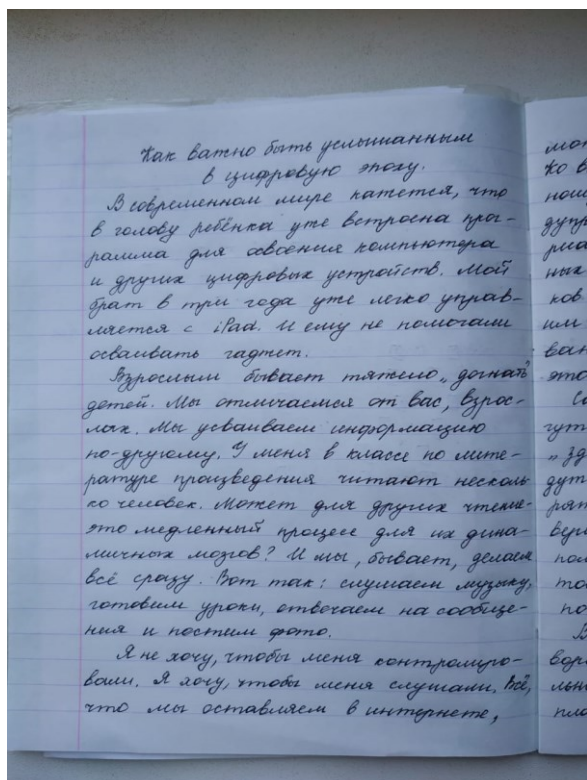 Как важно быть услышанным
в цифровую эпоху.
В современном мире кажется, что
в голову ребёнка уже встроена прог-
рамма для освоения компьютера
и других цифровых устройств. Мой
брат в три года уже легко управ-
ляется с iPad. И ему не помогали
осваивать гаджет.
Взрослым бывает тяжело „догнать"
детей. Мы отличаемся от вас, взрос-
лых. Мы усваиваем информацию
по-другому. У меня в классе по лите-
ратуре произведения читают несколь
ко человек. Может для других чтение-
это медленный процесс для их дина-
мичных мозгов? И мы, бывает, делаем
всё сразу. Вот так: слушаем музыку,
готовим уроки, отвечаем на сообще-
ния и постим фото.
Я не хочу, чтобы меня контролиро-
вали. Я хочу, чтобы меня слушали. Всё,
что мы оставляем в интернете,